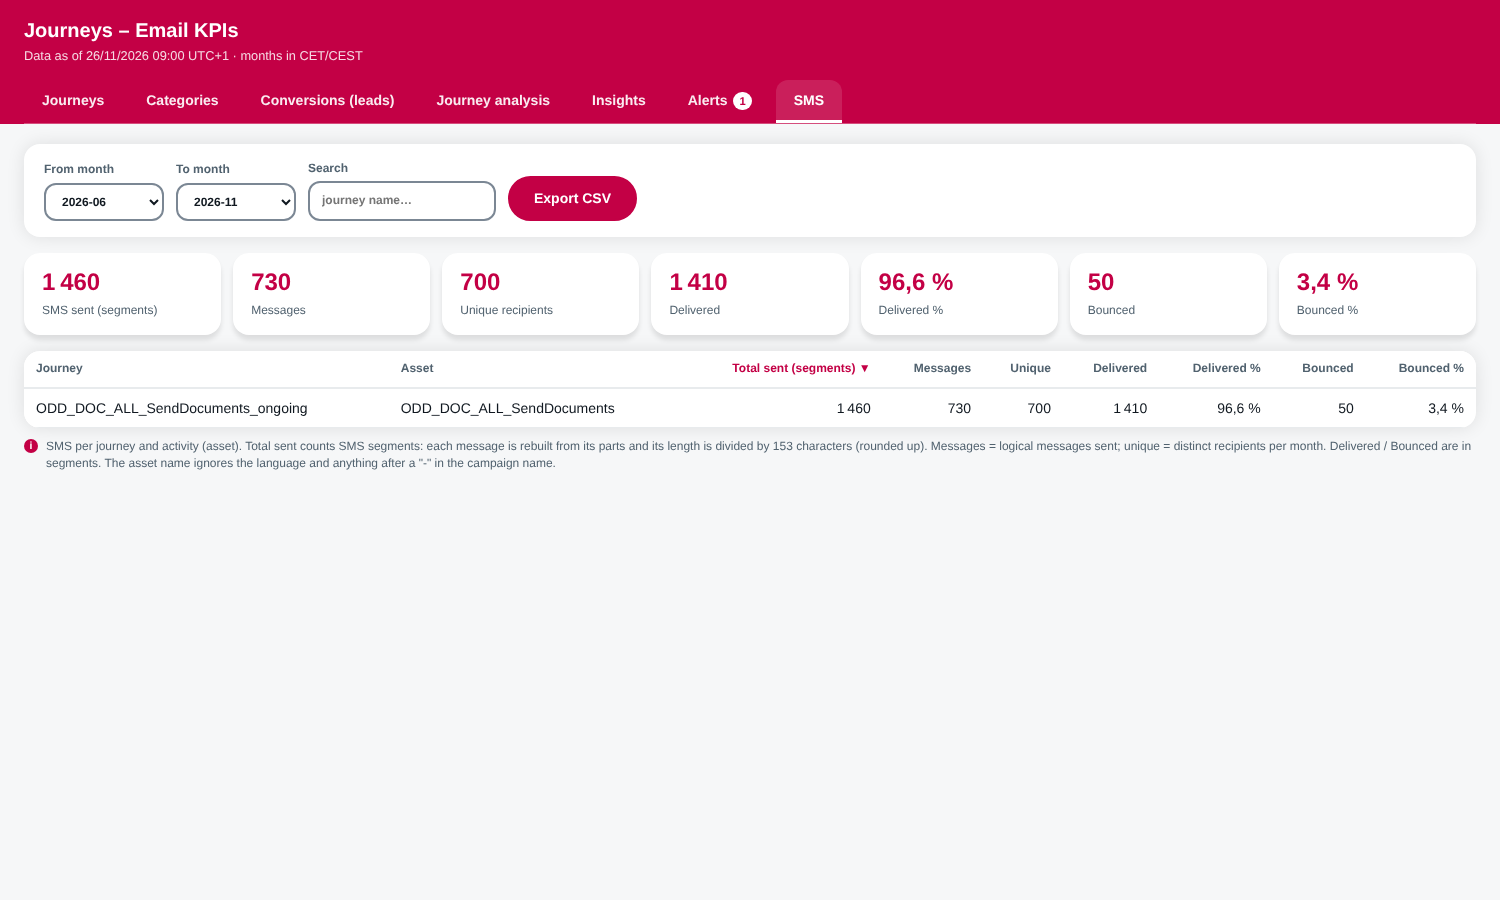 Journeys – Email KPIs
Data as of 26/11/2026 09:00 UTC+1 · months in CET/CEST
Journeys Categories Conversions (leads) Journey analysis Insights Alerts 1 SMS
From month To month Search
2026-06 2026-11 journey name… Export CSV
1 460 730 700 1 410 96,6 % 50 3,4 %
SMS sent (segments) Messages Unique recipients Delivered Delivered % Bounced Bounced %
Journey Asset Total sent (segments) ▼ Messages Unique Delivered Delivered % Bounced Bounced %
ODD_DOC_ALL_SendDocuments_ongoing ODD_DOC_ALL_SendDocuments 1 460 730 700 1 410 96,6 % 50 3,4 %
i SMS per journey and activity (asset). Total sent counts SMS segments: each message is rebuilt from its parts and its length is divided by 153 characters (rounded up). Messages = logical messages sent; unique = distinct recipients per month. Delivered / Bounced are in
segments. The asset name ignores the language and anything after a "-" in the campaign name.